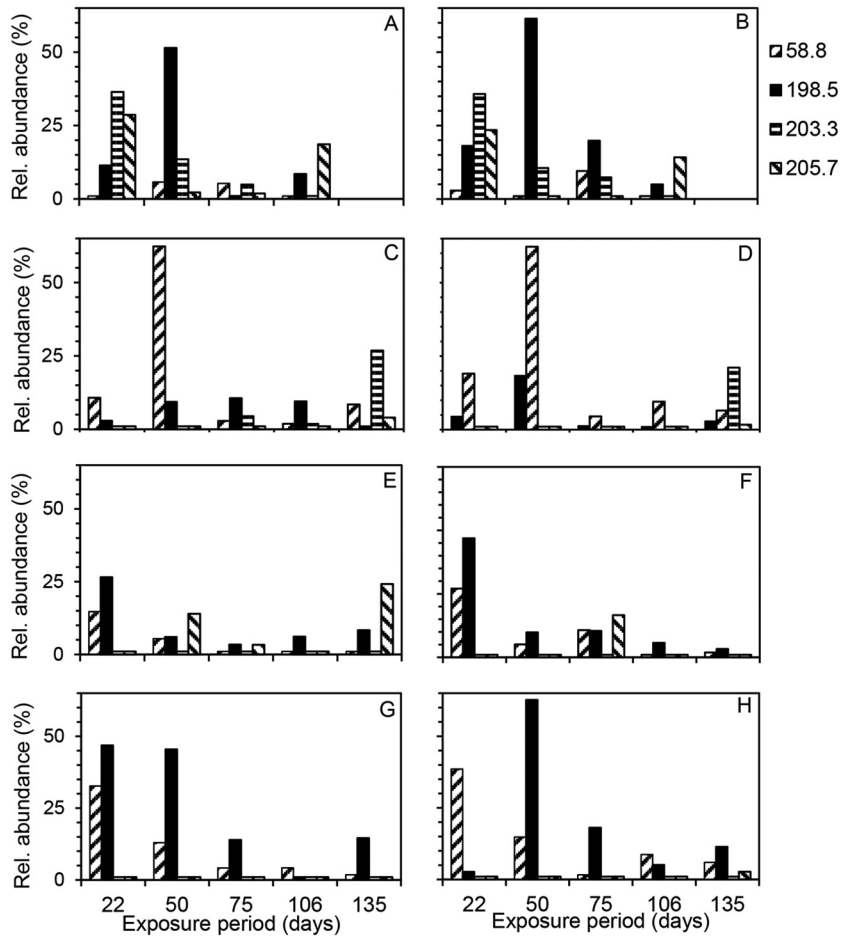 A
B
Rel. abundance (%)
50
25
0
58.8
198.5
203.3
205.7
C
D
Rel. abundance (%)
50
25
0
E
F
Rel. abundance (%)
50
25
0
G
H
Rel. abundance (%)
50
25
0
22 50 75 106 135
22 50 75 106 135
Exposure period (days)
Exposure period (days)